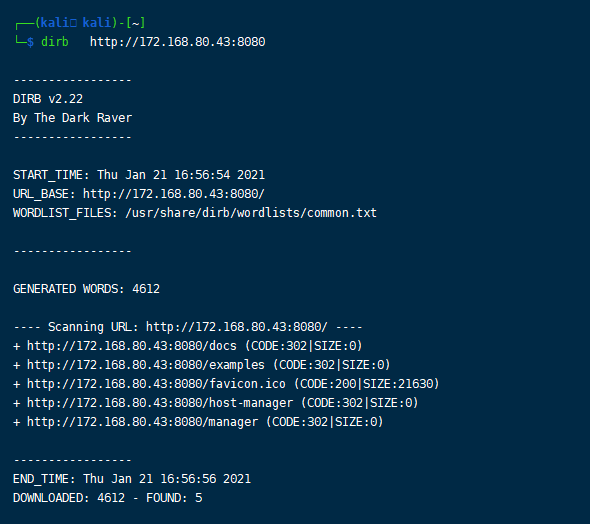 ┌──(kali㉿kali)-[~]
└─$ dirb   http://172.168.80.43:8080
-----------------
DIRB v2.22
By The Dark Raver
-----------------
START_TIME: Thu Jan 21 16:56:54 2021
URL_BASE: http://172.168.80.43:8080/
WORDLIST_FILES: /usr/share/dirb/wordlists/common.txt
-----------------
GENERATED WORDS: 4612
---- Scanning URL: http://172.168.80.43:8080/ ----
+ http://172.168.80.43:8080/docs (CODE:302|SIZE:0)
+ http://172.168.80.43:8080/examples (CODE:302|SIZE:0)
+ http://172.168.80.43:8080/favicon.ico (CODE:200|SIZE:21630)
+ http://172.168.80.43:8080/host-manager (CODE:302|SIZE:0)
+ http://172.168.80.43:8080/manager (CODE:302|SIZE:0)
-----------------
END_TIME: Thu Jan 21 16:56:56 2021
DOWNLOADED: 4612 - FOUND: 5